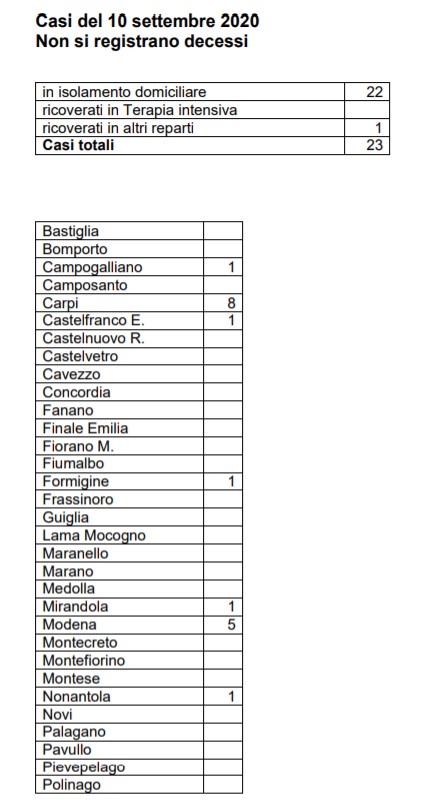 Casi del 10 settembre 2020
Non si registrano decessi
in isolamento domiciliare 22
ricoverati in Terapia intensiva
ricoverati in altri reparti 1
Casi totali 23
Bastiglia
Bomporto
Campogalliano 1
Camposanto
Carpi 8
Castelfranco E. 1
Castelnuovo R.
Castelvetro
Cavezzo
Concordia
Fanano
Finale Emilia
Fiorano M.
Fiumalbo
Formigine 1
Frassinoro
Guiglia
Lama Mocogno
Maranello
Marano
Medolla
Mirandola 1
Modena 5
Montecreto
Montefiorino
Montese
Nonantola 1
Novi
Palagano
Pavullo
Pievepelago
Polinago